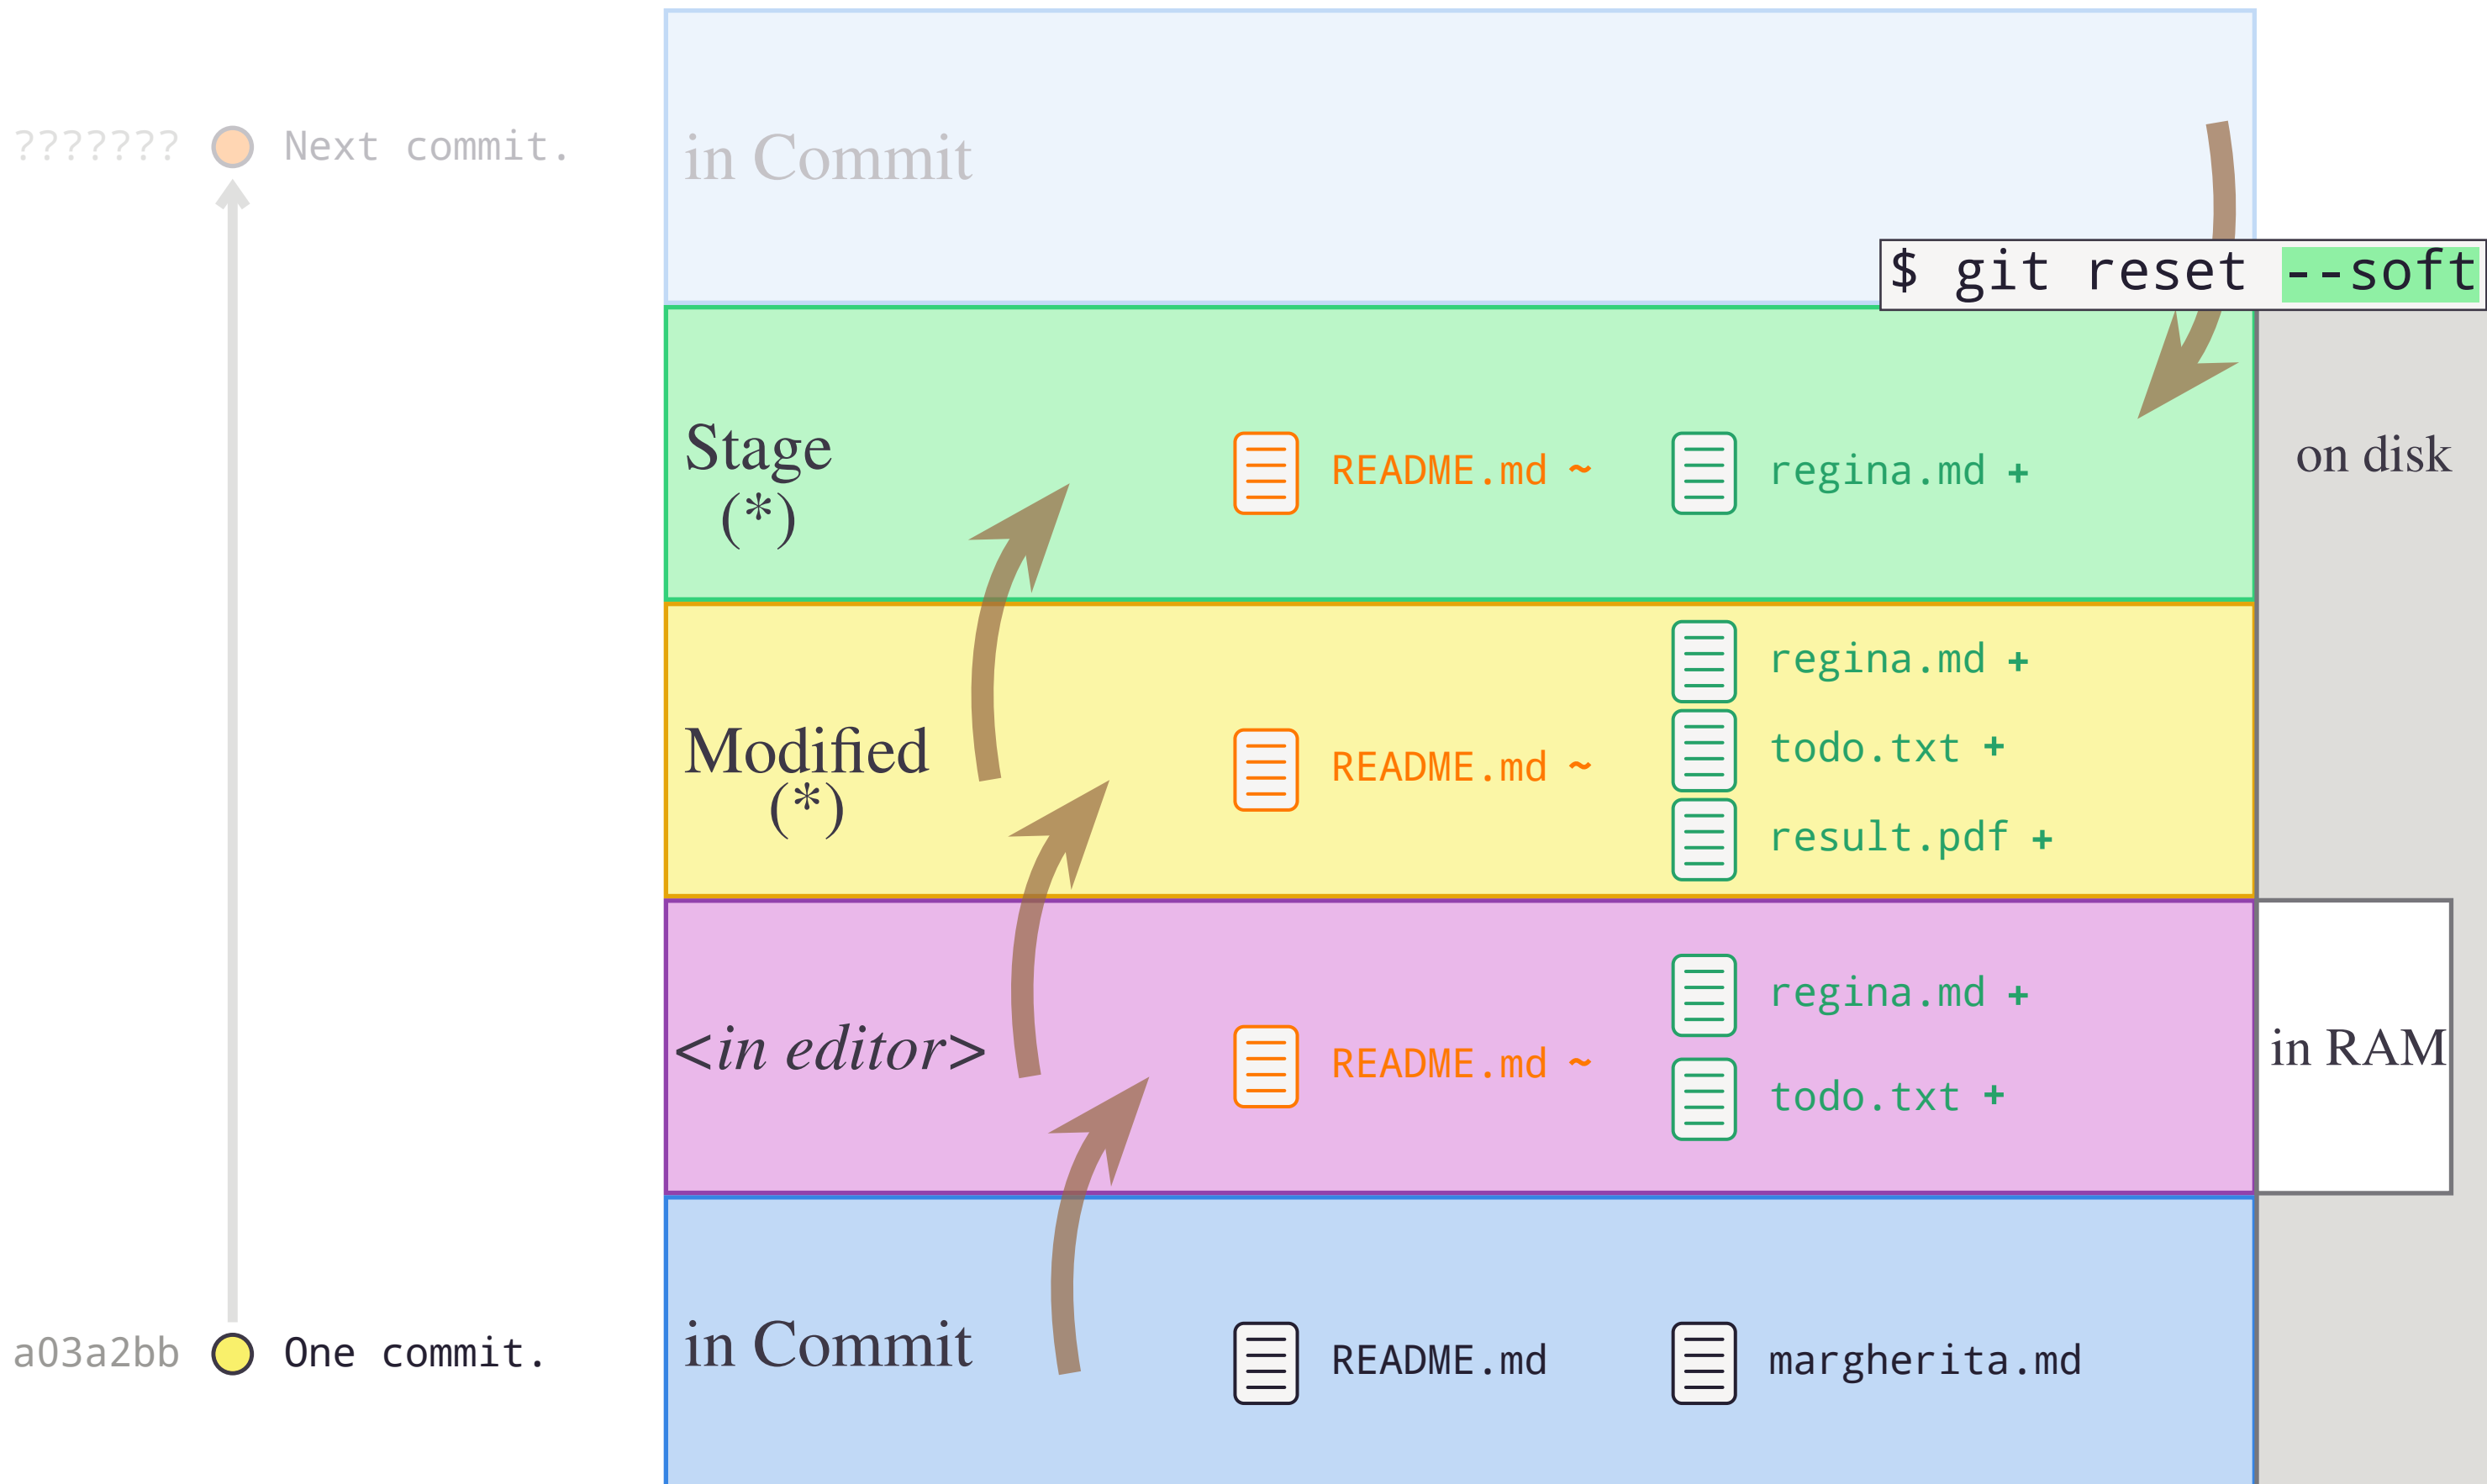 ??????? Next commit.
in Commit
$ git reset --soft
Stage
(*)
README.md ~
regina.md +
on disk
Modified
(*)
README.md ~
regina.md +
todo.txt +
result.pdf +
<in editor>
README.md ~
regina.md +
todo.txt +
in RAM
a03a2bb One commit.
in Commit
README.md
margherita.md